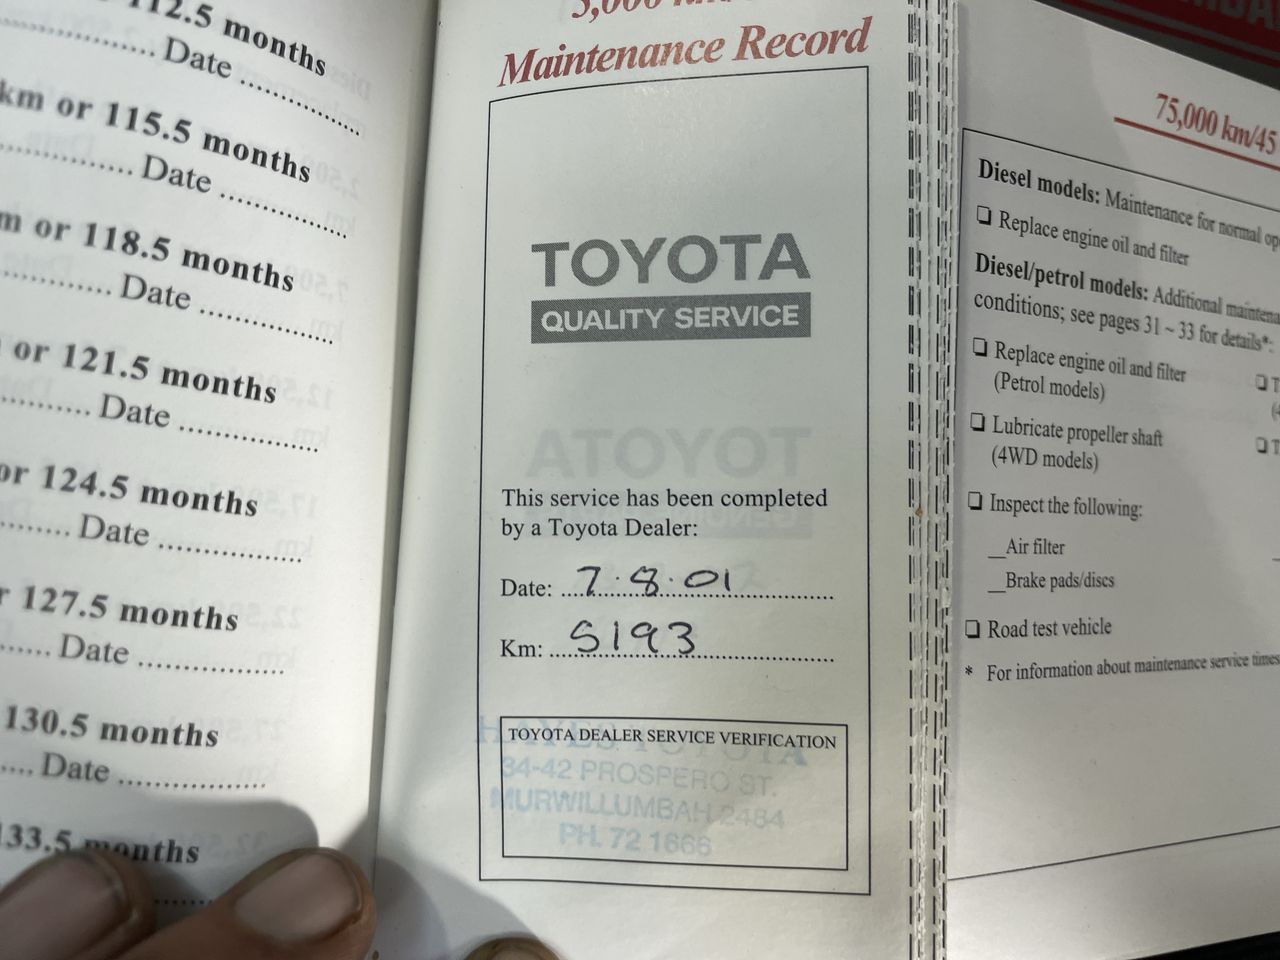 112.5 months
Date
km or 115.5 months
Date
or 118.5 months
Date
or 121.5 months
Date
or 124.5 months
Date
127.5 months
Date
130.5 months
Date
133.5 months
Maintenance Record
TOYOTA
QUALITY SERVICE
This service has been completed
by a Toyota Dealer:
Date: 7.8.01
Km: 5193
TOYOTA DEALER SERVICE VERIFICATION
HAYES TOYOTA
34-42 PROSPERO ST.
MURWILLUMBAH 2484
PH. 72 1666
75,000 km/45
Diesel models: Maintenance for normal
❑ Replace engine oil and filter
Diesel/petrol models: Additional
conditions; see pages 31 ~ 33 for details*:
❑ Replace engine oil and filter
(Petrol models)
❑ Lubricate propeller shaft
(4WD models)
❑ Inspect the following:
__Air filter
__Brake pads/discs
❑ Road test vehicle
* For information about maintenance service times